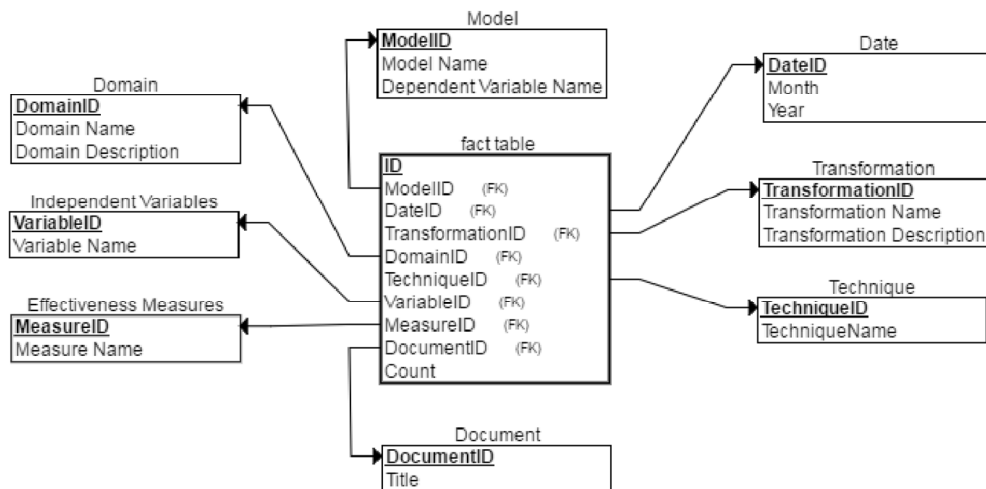 Model
ModelID
Model Name
Dependent Variable Name
Date
DateID
Month
Year
Domain
DomainID
Domain Name
Domain Description
fact table
ID
ModelID (FK)
DateID (FK)
TransformationID (FK)
DomainID (FK)
TechniqueID (FK)
VariableID (FK)
MeasureID (FK)
DocumentID (FK)
Count
Transformation
TransformationID
Transformation Name
Transformation Description
Independent Variables
VariableID
Variable Name
Technique
TechniqueID
TechniqueName
Effectiveness Measures
MeasureID
Measure Name
Document
DocumentID
Title